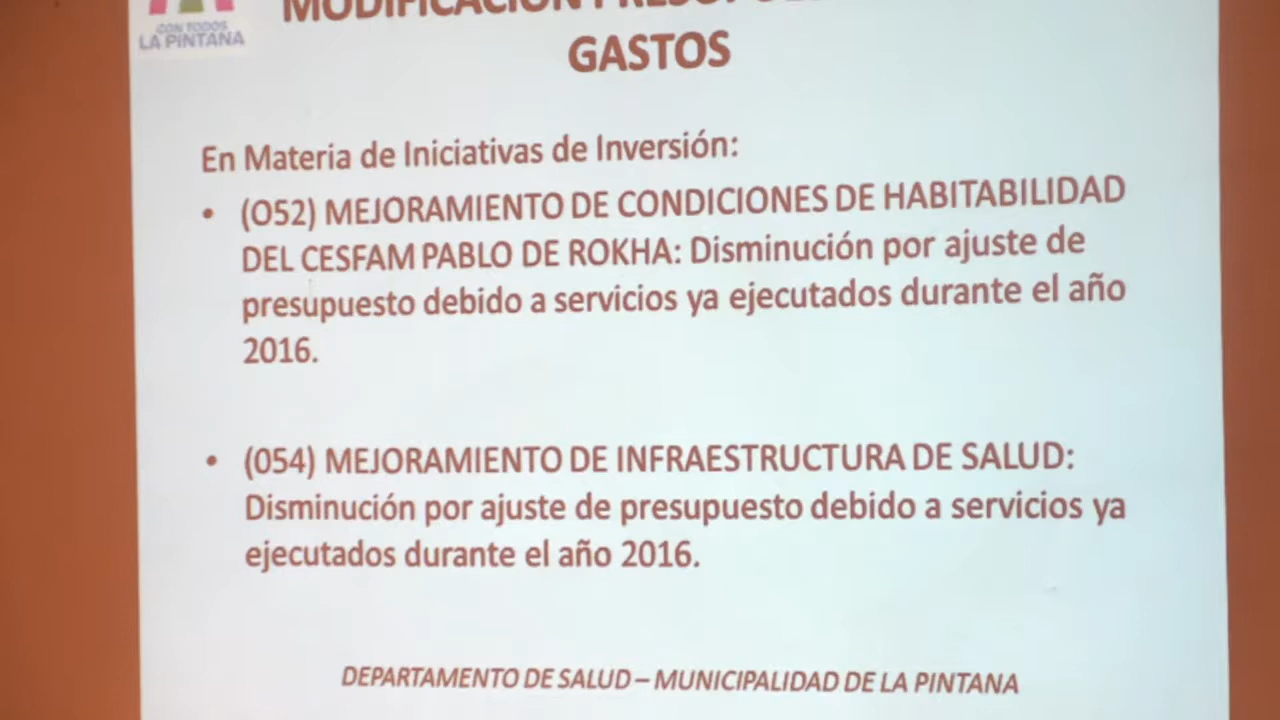 CON TODOS
LA PINTANA
GASTOS
En Materia de Iniciativas de Inversión:
• (O52) MEJORAMIENTO DE CONDICIONES DE HABITABILIDAD
DEL CESFAM PABLO DE ROKHA: Disminución por ajuste de
presupuesto debido a servicios ya ejecutados durante el año
2016.
• (054) MEJORAMIENTO DE INFRAESTRUCTURA DE SALUD:
Disminución por ajuste de presupuesto debido a servicios ya
ejecutados durante el año 2016.
DEPARTAMENTO DE SALUD – MUNICIPALIDAD DE LA PINTANA